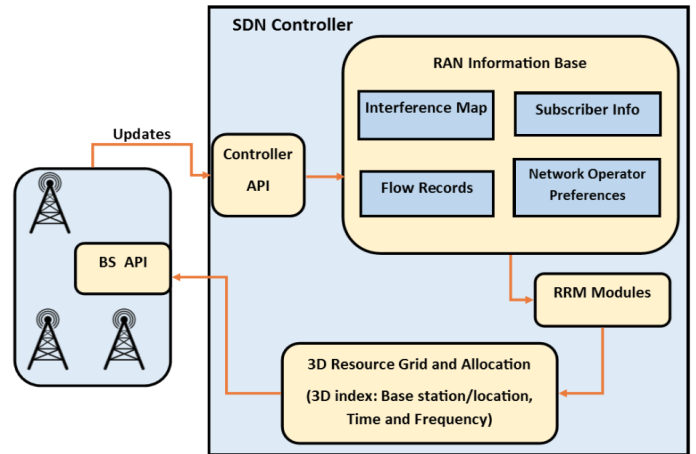 SDN Controller
RAN Information Base
Interference Map
Subscriber Info
Updates
Controller
API
Flow Records
Network Operator
Preferences
BS API
RRM Modules
3D Resource Grid and Allocation
(3D index: Base station/location,
Time and Frequency)